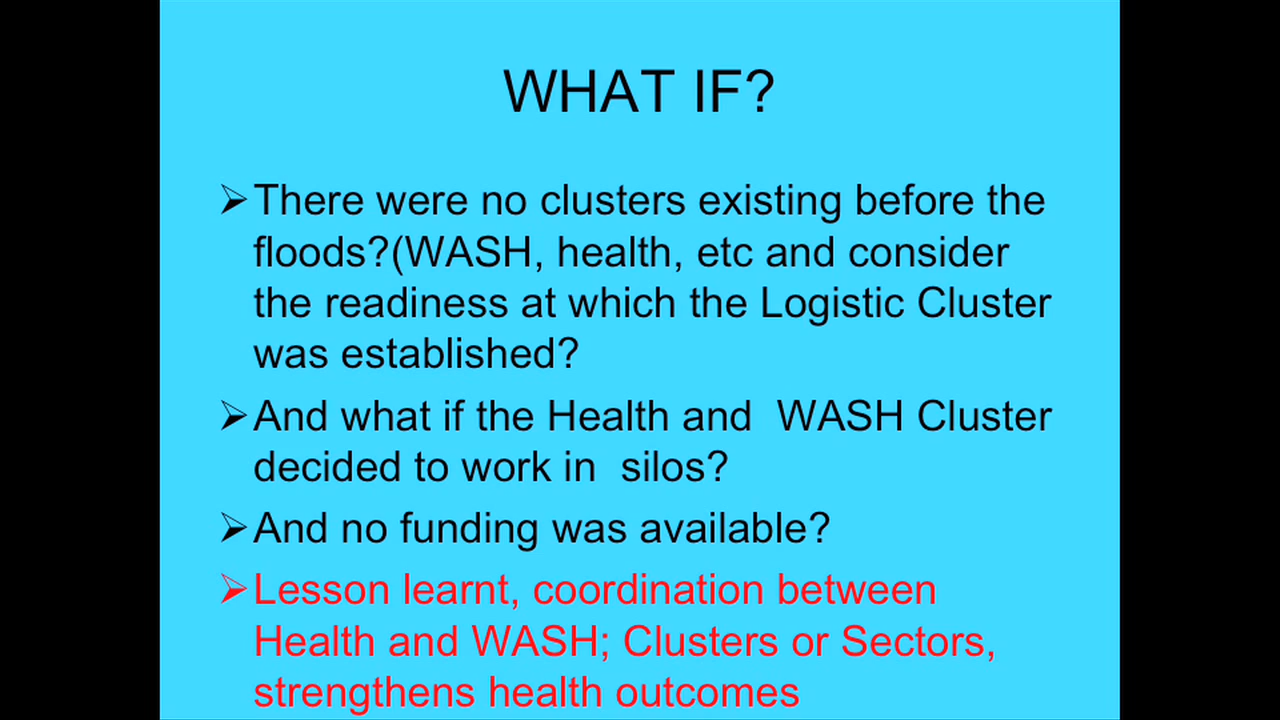 WHAT IF?
➢There were no clusters existing before the
floods?(WASH, health, etc and consider
the readiness at which the Logistic Cluster
was established?
➢And what if the Health and  WASH Cluster
decided to work in  silos?
➢And no funding was available?
➢Lesson learnt, coordination between
Health and WASH; Clusters or Sectors,
strengthens health outcomes